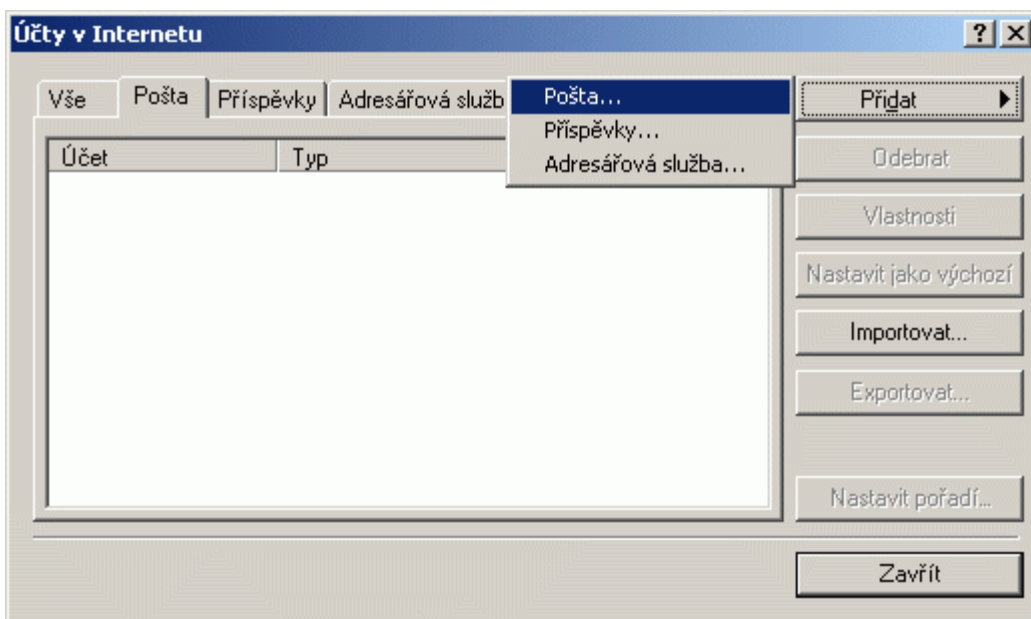 Účty v Internetu
Vše
Pošta
Příspěvky
Adresářová služb
Pošta...
Příspěvky...
Adresářová služba...
Účet
Typ
Přidat
Odebrat
Vlastnosti
Nastavit jako výchozí
Importovat...
Exportovat...
Nastavit pořadí...
Zavřít